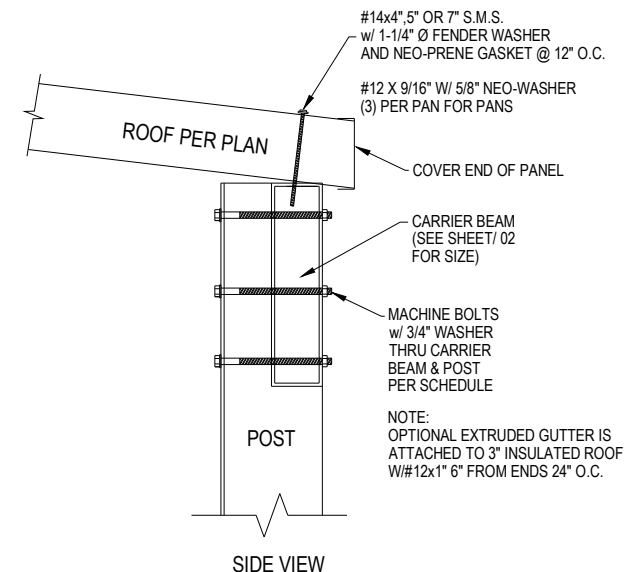 #14x4",5" OR 7" S.M.S.
w/ 1-1/4" Ø FENDER WASHER
AND NEO-PRENE GASKET @ 12" O.C.
#12 X 9/16" W/ 5/8" NEO-WASHER
(3) PER PAN FOR PANS
ROOF PER PLAN
COVER END OF PANEL
CARRIER BEAM
(SEE SHEET/ 02
FOR SIZE)
MACHINE BOLTS
w/ 3/4" WASHER
THRU CARRIER
BEAM & POST
PER SCHEDULE
NOTE:
OPTIONAL EXTRUDED GUTTER IS
ATTACHED TO 3" INSULATED ROOF
W/#12x1" 6" FROM ENDS 24" O.C.
POST
SIDE VIEW